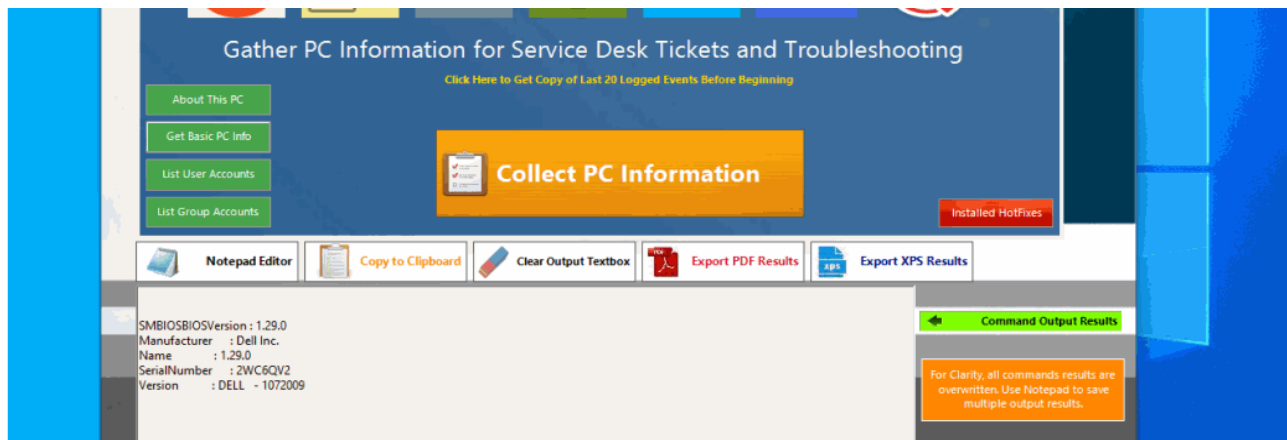 Gather PC Information for Service Desk Tickets and Troubleshooting
Click Here to Get Copy of Last 20 Logged Events Before Beginning
About This PC
Get Basic PC Info
List User Accounts
List Group Accounts
Collect PC Information
Installed HotFixes
Notepad Editor
Copy to Clipboard
Clear Output Textbox
PDF
Export PDF Results
XPS
Export XPS Results
SMBIOSBIOSVersion : 1.29.0
Manufacturer : Dell Inc.
Name : 1.29.0
SerialNumber : 2WC6QV2
Version : DELL - 1072009
Command Output Results
For Clarity, all commands results are
overwritten. Use Notepad to save
multiple output results.